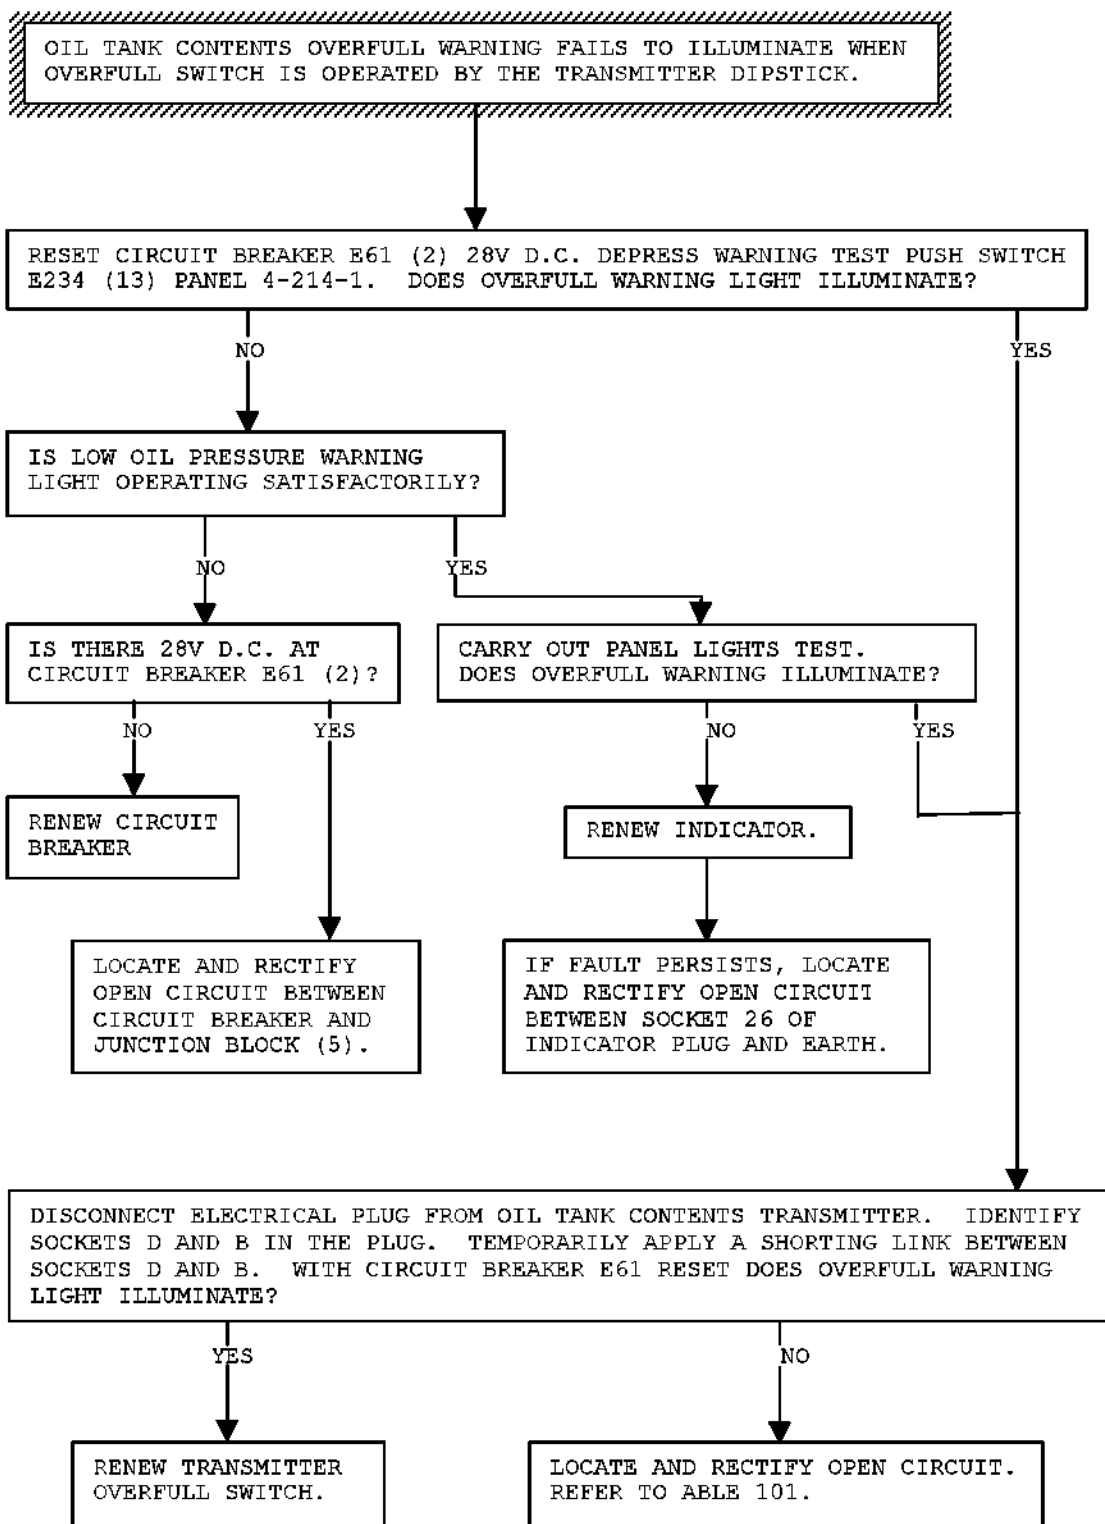 OIL TANK CONTENTS OVERFULL WARNING FAILS TO ILLUMINATE WHEN
OVERFULL SWITCH IS OPERATED BY THE TRANSMITTER DIPSTICK.
RESET CIRCUIT BREAKER E61 (2) 28V D.C. DEPRESS WARNING TEST PUSH SWITCH
E234 (13) PANEL 4-214-1. DOES OVERFULL WARNING LIGHT ILLUMINATE?
NO
YES
IS LOW OIL PRESSURE WARNING
LIGHT OPERATING SATISFACTORILY?
NO
YES
IS THERE 28V D.C. AT
CIRCUIT BREAKER E61 (2)?
CARRY OUT PANEL LIGHTS TEST.
DOES OVERFULL WARNING ILLUMINATE?
NO
YES
NO
YES
RENEW CIRCUIT
BREAKER
RENEW INDICATOR.
LOCATE AND RECTIFY
OPEN CIRCUIT BETWEEN
CIRCUIT BREAKER AND
JUNCTION BLOCK (5).
IF FAULT PERSISTS, LOCATE
AND RECTIFY OPEN CIRCUIT
BETWEEN SOCKET 26 OF
INDICATOR PLUG AND EARTH.
DISCONNECT ELECTRICAL PLUG FROM OIL TANK CONTENTS TRANSMITTER. IDENTIFY
SOCKETS D AND B IN THE PLUG. TEMPORARILY APPLY A SHORTING LINK BETWEEN
SOCKETS D AND B. WITH CIRCUIT BREAKER E61 RESET DOES OVERFULL WARNING
LIGHT ILLUMINATE?
YES
NO
RENEW TRANSMITTER
OVERFULL SWITCH.
LOCATE AND RECTIFY OPEN CIRCUIT.
REFER TO ABLE 101.